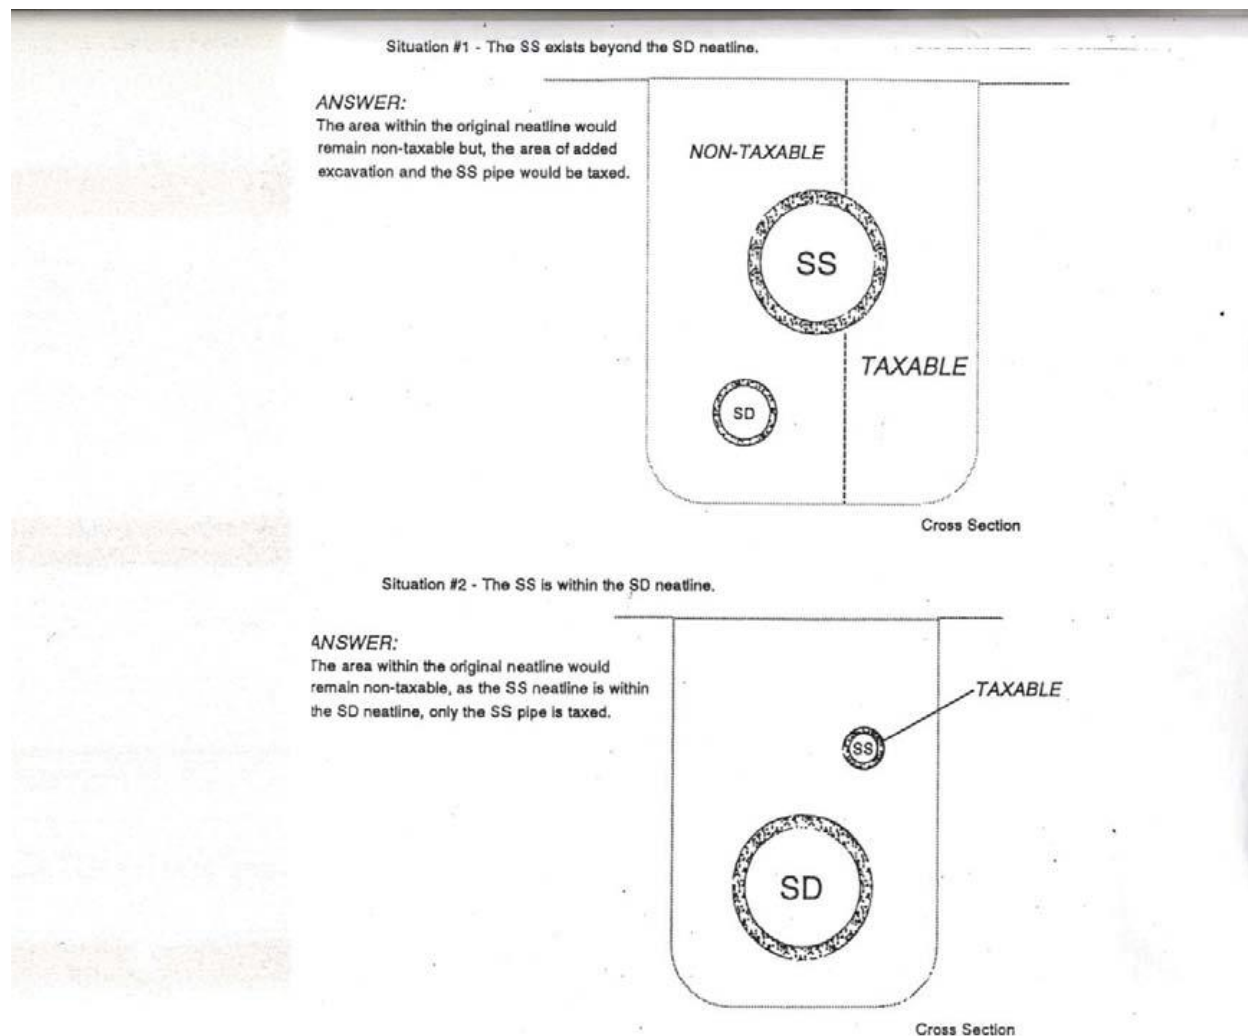 Situation #1 - The SS exists beyond the SD neatline.
ANSWER:
The area within the original neatline would
remain non-taxable but, the area of added
excavation and the SS pipe would be taxed.
NON-TAXABLE
SS
TAXABLE
SD
Cross Section
Situation #2 - The SS is within the SD neatline.
ANSWER:
The area within the original neatline would
remain non-taxable, as the SS neatline is within
the SD neatline, only the SS pipe is taxed.
TAXABLE
SS
SD
Cross Section